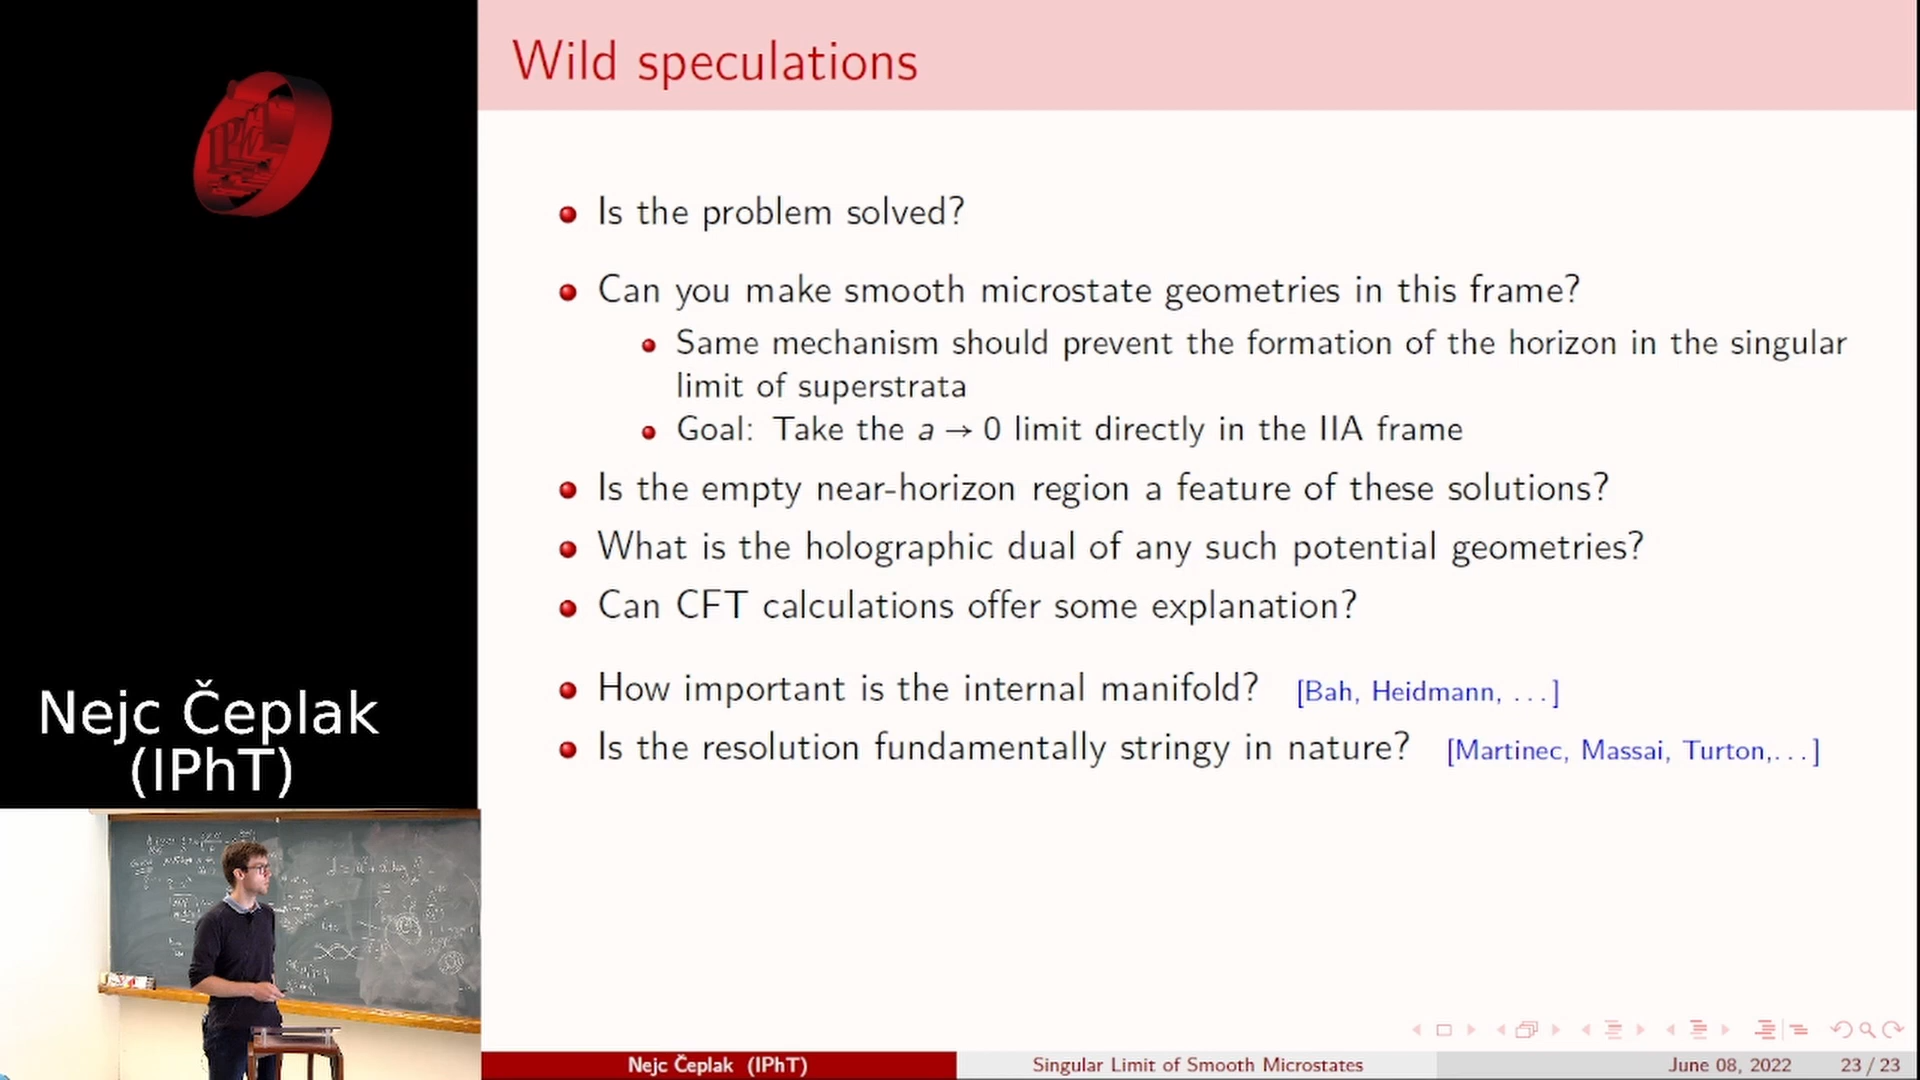 Wild speculations
Is the problem solved?
Can you make smooth microstate geometries in this frame?
Same mechanism should prevent the formation of the horizon in the singular
limit of superstrata
Goal: Take the a → 0 limit directly in the IIA frame
Is the empty near-horizon region a feature of these solutions?
What is the holographic dual of any such potential geometries?
Can CFT calculations offer some explanation?
How important is the internal manifold? [Bah, Heidmann, ...]
Is the resolution fundamentally stringy in nature? [Martinec, Massai, Turton,...]
Nejc Čeplak
(IPhT)
Nejc Čeplak (IPhT) Singular Limit of Smooth Microstates June 08, 2022 23 / 23